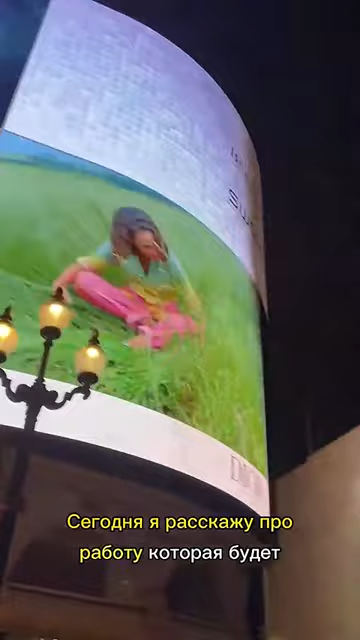 Сегодня я расскажу про
работу которая будет